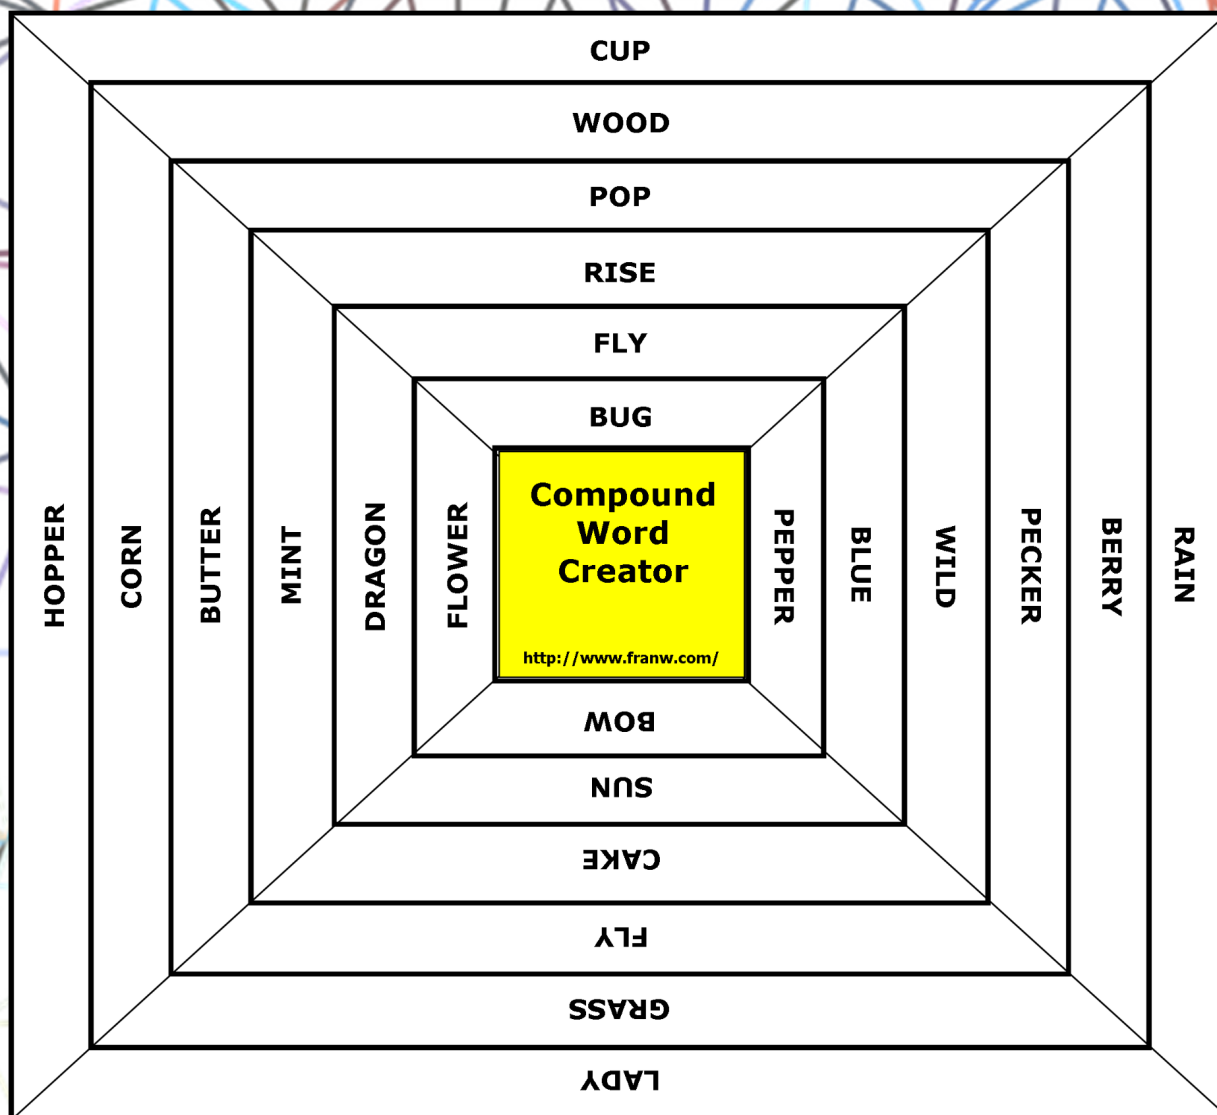 CUP
WOOD
POP
RISE
FLY
BUG
HOPPER
CORN
BUTTER
MINT
DRAGON
FLOWER
Compound
Word
Creator
http://www.franw.com/
PEPPER
BLUE
WILD
PECKER
BERRY
RAIN
BOW
SUN
CAKE
FLY
GRASS
LADY